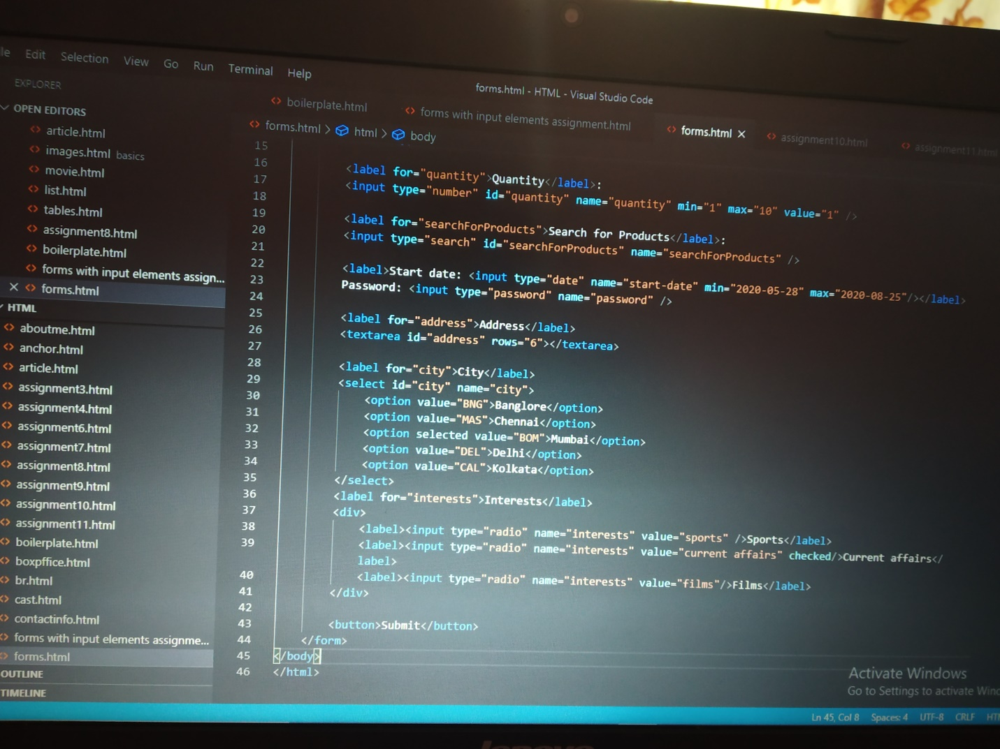 Edit Selection View Go Run Terminal Help
forms.html - HTML - Visual Studio Code
EXPLORER
OPEN EDITORS
article.html
images.html basics
movie.html
list.html
tables.html
assignment8.html
boilerplate.html
forms with input elements assign...
forms.html
HTML
aboutme.html
anchor.html
article.html
assignment3.html
assignment4.html
assignment6.html
assignment7.html
assignment8.html
assignment9.html
assignment10.html
assignment11.html
boilerplate.html
boxpffice.html
br.html
cast.html
contactinfo.html
forms with input elements assignme...
forms.html
OUTLINE
TIMELINE
boilerplate.html forms with input elements assignment.html forms.html × assignment10.html assignment11.html
forms.html > html > body
15
16 <label for="quantity">Quantity</label>:
17 <input type="number" id="quantity" name="quantity" min="1" max="10" value="1" />
18
19 <label for="searchForProducts">Search for Products</label>:
20 <input type="search" id="searchForProducts" name="searchForProducts" />
21
22 <label>Start date: <input type="date" name="start-date" min="2020-05-28" max="2020-08-25"/></label>
23 Password: <input type="password" name="password" />
24
25 <label for="address">Address</label>
26 <textarea id="address" rows="6"></textarea>
27
28 <label for="city">City</label>
29 <select id="city" name="city">
30 <option value="BNG">Banglore</option>
31 <option value="MAS">Chennai</option>
32 <option selected value="BOM">Mumbai</option>
33 <option value="DEL">Delhi</option>
34 <option value="CAL">Kolkata</option>
35 </select>
36 <label for="interests">Interests</label>
37 <div>
38 <label><input type="radio" name="interests" value="sports" />Sports</label>
39 <label><input type="radio" name="interests" value="current affairs" checked/>Current affairs</
label>
40 <label><input type="radio" name="interests" value="films"/>Films</label>
41 </div>
42
43 <button>Submit</button>
44 </form>
45 </body>
46 </html>
Activate Windows
Go to Settings to activate
Ln 45, Col 8 Spaces: 4 UTF-8 CRLF